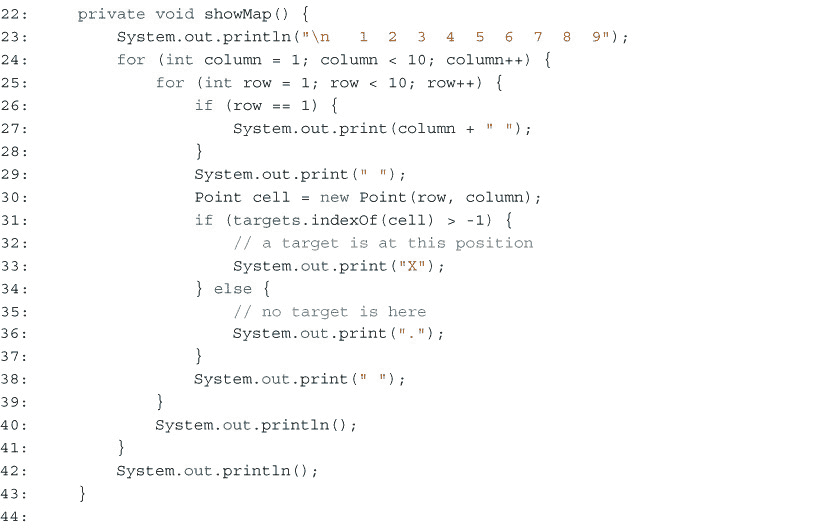 22:     private void showMap() {
23:         System.out.println("\n   1  2  3  4  5  6  7  8  9");
24:         for (int column = 1; column < 10; column++) {
25:             for (int row = 1; row < 10; row++) {
26:                 if (row == 1) {
27:                     System.out.print(column + " ");
28:                 }
29:                 System.out.print(" ");
30:                 Point cell = new Point(row, column);
31:                 if (targets.indexOf(cell) > -1) {
32:                     // a target is at this position
33:                     System.out.print("X");
34:                 } else {
35:                     // no target is here
36:                     System.out.print(".");
37:                 }
38:                 System.out.print(" ");
39:             }
40:             System.out.println();
41:         }
42:         System.out.println();
43:     }
44: